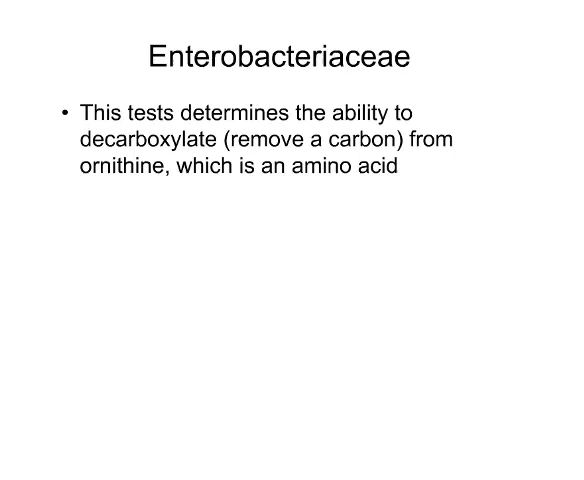 Enterobacteriaceae
• This tests determines the ability to
decarboxylate (remove a carbon) from
ornithine, which is an amino acid